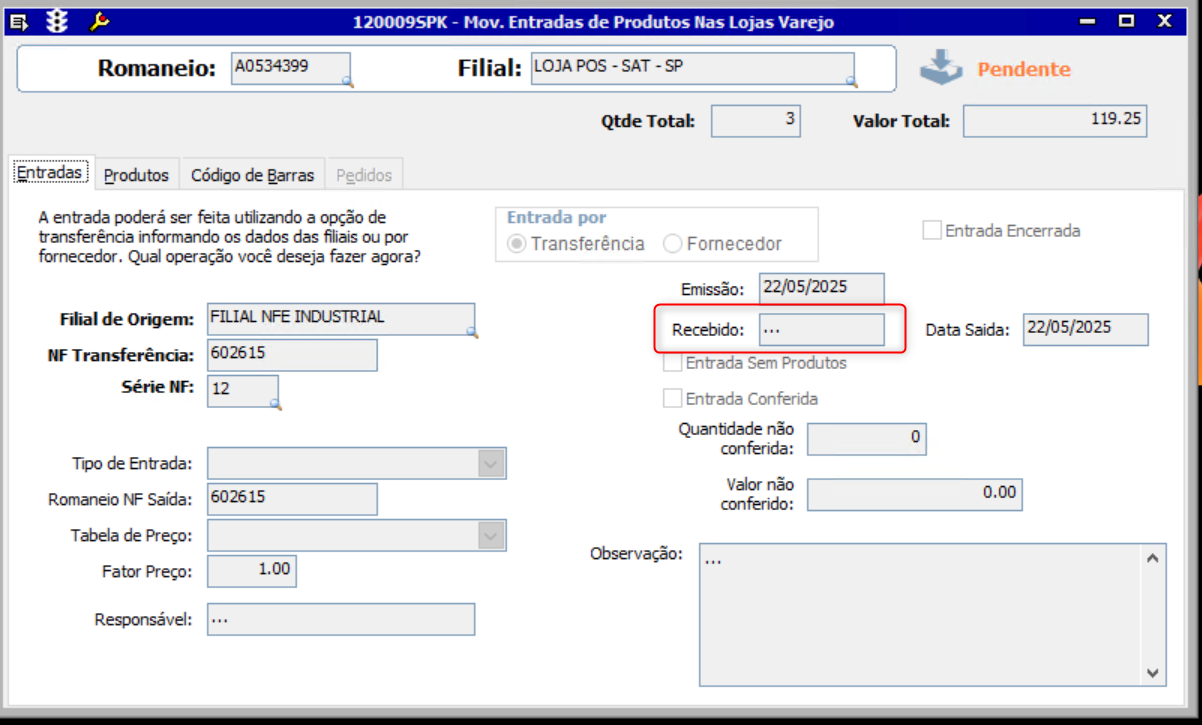 120009SPK - Mov. Entradas de Produtos Nas Lojas Varejo
Romaneio: A0534399 Filial: LOJA POS - SAT - SP Pendente
Qtde Total: 3 Valor Total: 119.25
Entradas Produtos Código de Barras Pedidos
A entrada poderá ser feita utilizando a opção de
transferência informando os dados das filiais ou por
fornecedor. Qual operação você deseja fazer agora?
Entrada por
Transferência Fornecedor
Entrada Encerrada
Emissão: 22/05/2025
Filial de Origem: FILIAL NFE INDUSTRIAL
Recebido: ... Data Saida: 22/05/2025
NF Transferência: 602615
Entrada Sem Produtos
Série NF: 12
Entrada Conferida
Quantidade não
conferida: 0
Tipo de Entrada:
Valor não
conferido: 0.00
Romaneio NF Saída: 602615
Tabela de Preço:
Observação: ...
Fator Preço: 1.00
Responsável: ...